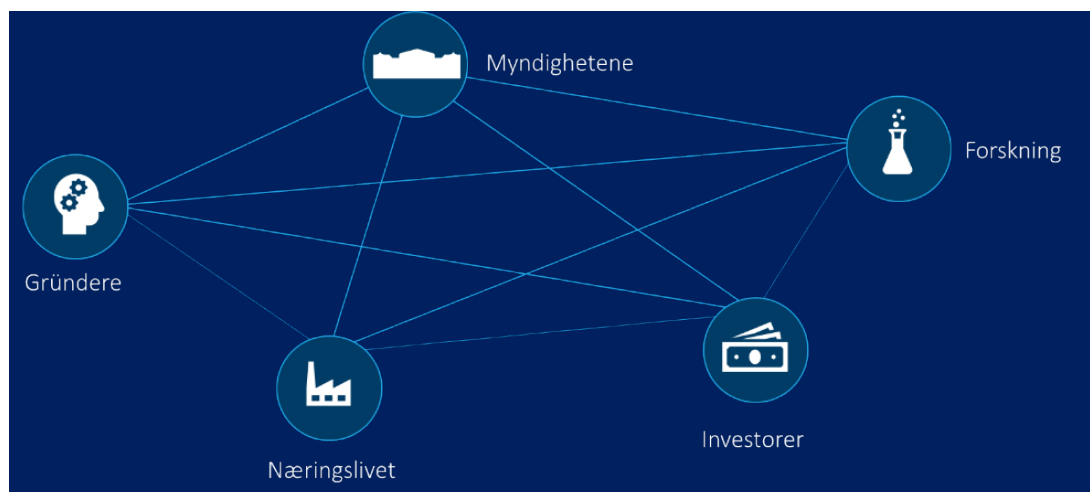 Myndighetene
Forskning
Gründere
Investorer
Næringslivet